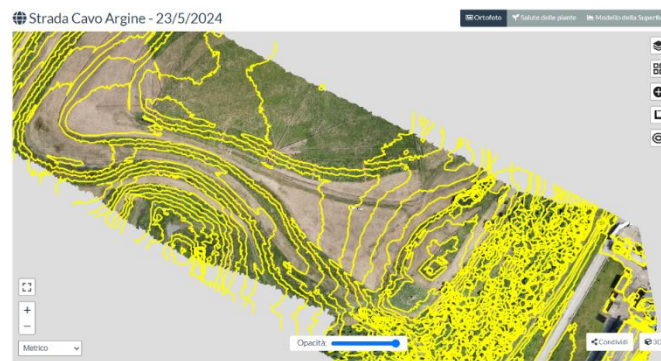 Strada Cavo Argine - 23/5/2024
Ortofoto
Salute delle piante
Modello della Superfi
+
−
Metrico
Opacità:
Condividi
3D